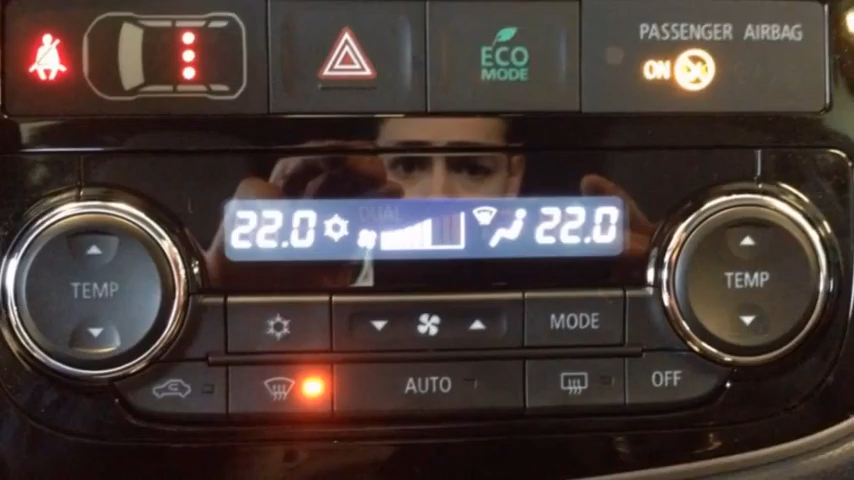 ECO
MODE
PASSENGER AIRBAG
ON
DUAL
22.0
22.0
TEMP
TEMP
MODE
AUTO
OFF